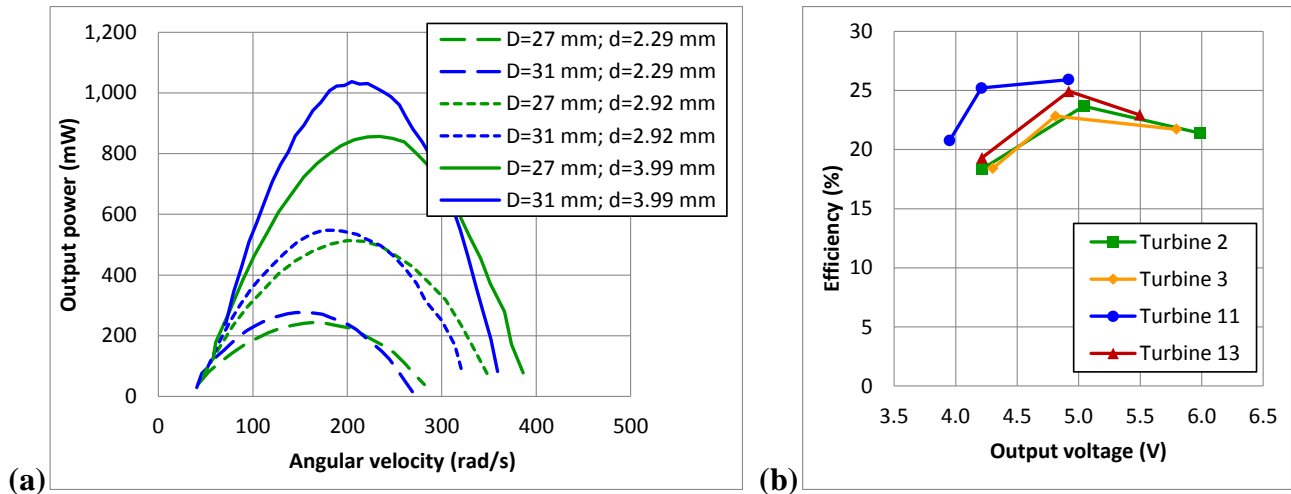 1,200
1,000
800
600
400
200
0
Output power (mW)
0 100 200 300 400 500
Angular velocity (rad/s)
D=27 mm; d=2.29 mm
D=31 mm; d=2.29 mm
D=27 mm; d=2.92 mm
D=31 mm; d=2.92 mm
D=27 mm; d=3.99 mm
D=31 mm; d=3.99 mm
(a)
30
25
20
15
10
5
0
Efficiency (%)
3.5 4.0 4.5 5.0 5.5 6.0 6.5
Output voltage (V)
Turbine 2
Turbine 3
Turbine 11
Turbine 13
(b)